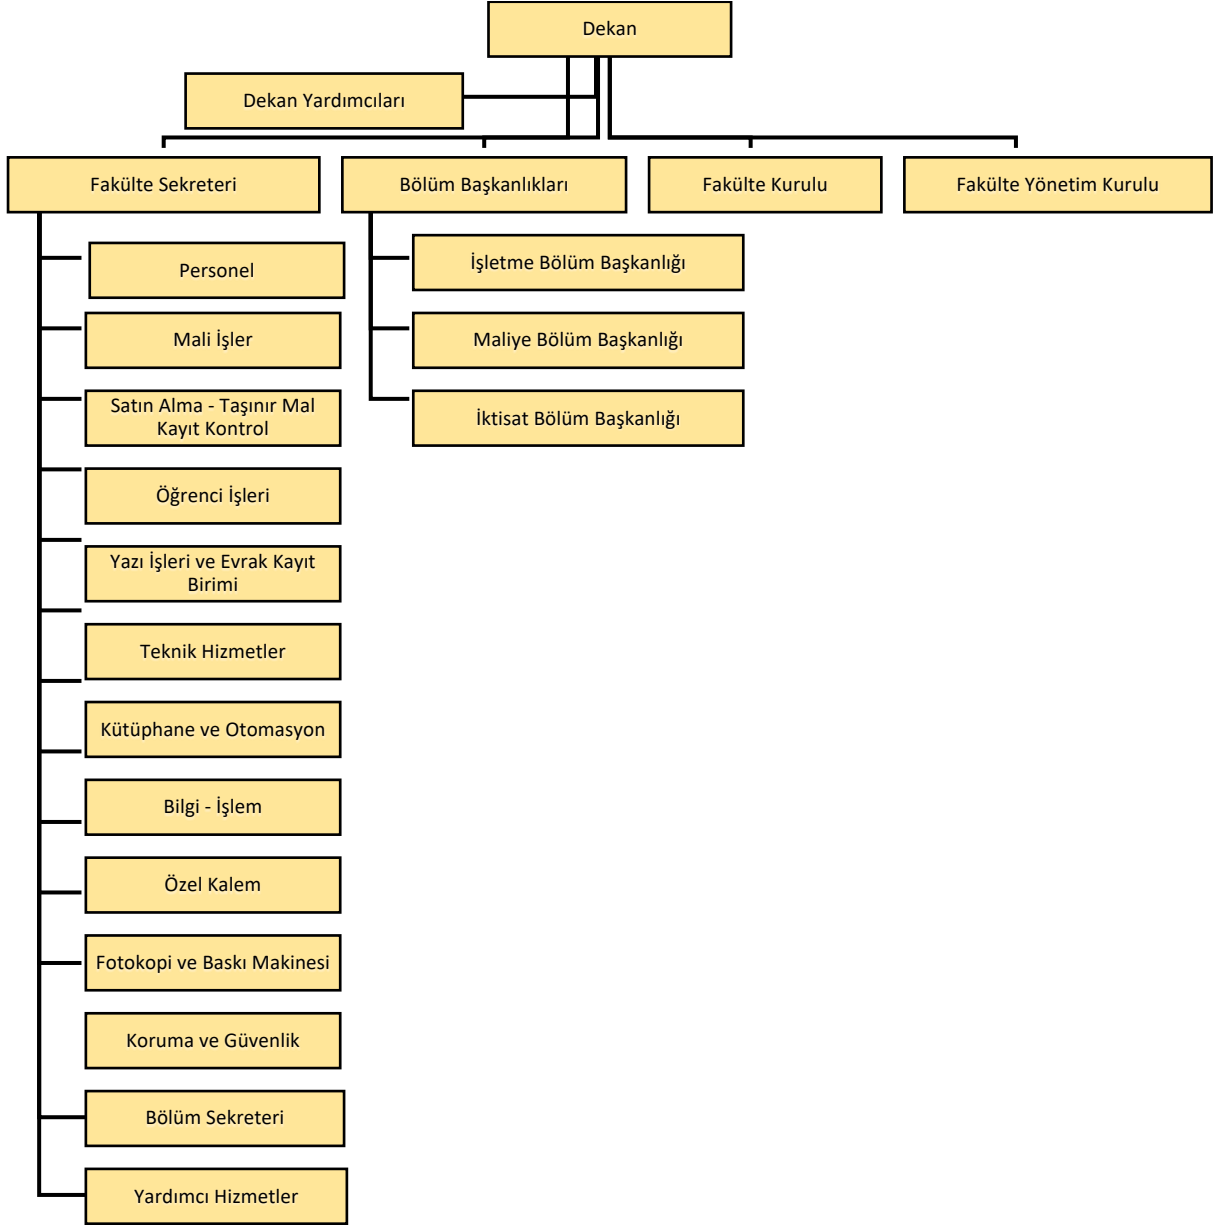 Dekan
Dekan Yardımcıları
Fakülte Sekreteri
Bölüm Başkanlıkları
Fakülte Kurulu
Fakülte Yönetim Kurulu
Personel
Mali İşler
Satın Alma - Taşınır Mal
Kayıt Kontrol
Öğrenci İşleri
Yazı İşleri ve Evrak Kayıt
Birimi
Teknik Hizmetler
Kütüphane ve Otomasyon
Bilgi - İşlem
Özel Kalem
Fotokopi ve Baskı Makinesi
Koruma ve Güvenlik
Bölüm Sekreteri
Yardımcı Hizmetler
İşletme Bölüm Başkanlığı
Maliye Bölüm Başkanlığı
İktisat Bölüm Başkanlığı